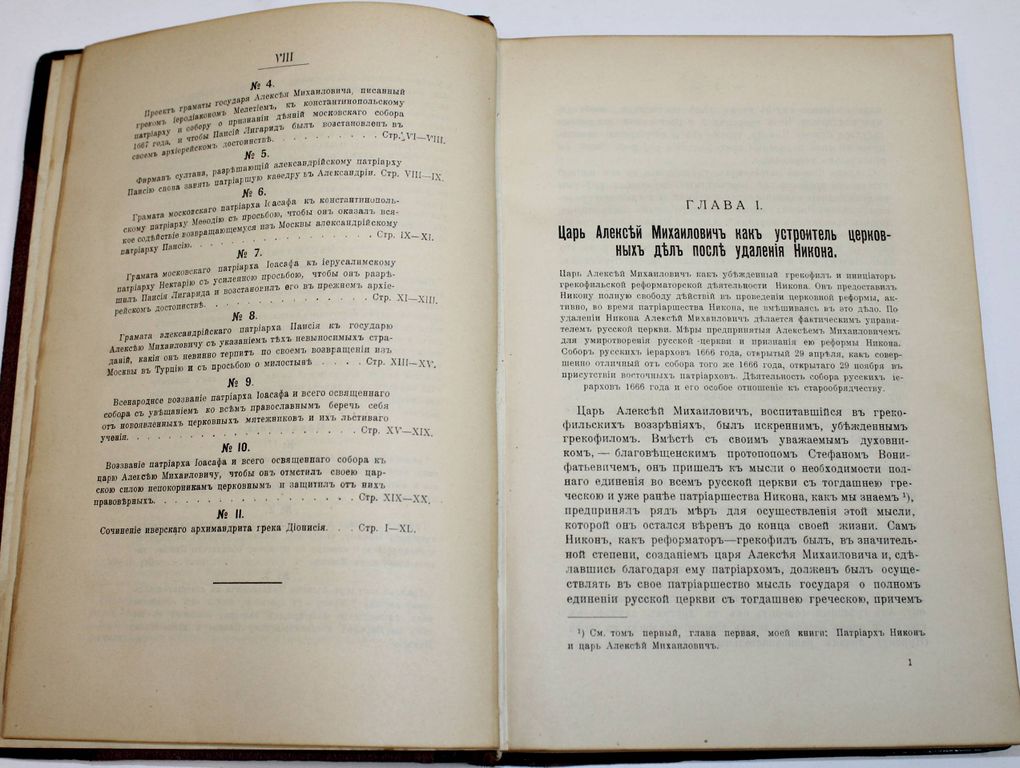 VIII
№ 4.
Проектъ граматы государя Алексѣя Михаиловича, писанный
грекомъ іеродіакономъ Мелетіемъ, къ константинопольскому
патріарху и собору о признаніи дѣяній московскаго собора
1667 года, и чтобы Паисій Лигаридъ былъ возстановленъ въ
своемъ архіерейскомъ достоинствѣ. . . . . . . . . . Стр. VI—VIII.
№ 5.
Фирманъ султана, разрѣшающій александрійскому патріарху
Паисію снова занять патріаршую каѳедру въ Александріи. Стр. VIII—IX.
№ 6.
Грамата московскаго патріарха Іоасафа къ константинополь-
скому патріарху Меѳодію съ просьбою, чтобы онъ оказалъ вся-
кое содѣйствіе возвращающемуся изъ Москвы александрійскому
патріарху Паисію. . . . . . . . . . . . . . . . Стр. IX—XI.
№ 7.
Грамата московскаго патріарха Іоасафа къ іерусалимскому
патріарху Нектарію съ усиленною просьбою, чтобы онъ разрѣ-
шилъ Паисія Лигарида и возстановилъ его въ прежнемъ архіе-
рейскомъ достоинствѣ. . . . . . . . . . . . . . Стр. XI—XIII.
№ 8.
Грамата александрійскаго патріарха Паисія къ государю
Алексѣю Михаиловичу съ указаніемъ тѣхъ невыносимыхъ стра-
даній, какія онъ невинно терпитъ по своемъ возвращеніи изъ
Москвы въ Турцію и съ просьбою о милостынѣ . . . . Стр. XIII—XV.
№ 9.
Всенародное воззваніе патріарха Іоасафа и всего освященнаго
собора съ увѣщаніемъ ко всѣмъ православнымъ беречь себя
отъ новоявленныхъ церковныхъ мятежниковъ и ихъ льстиваго
ученія. . . . . . . . . . . . . . . . . . . Стр. XV—XIX.
№ 10.
Воззваніе патріарха Іоасафа и всего освященнаго собора къ
царю Алексѣю Михаиловичу, чтобы онъ отмстилъ своею цар-
скою силою непокорникамъ церковнымъ и защитилъ отъ нихъ
правовѣрныхъ. . . . . . . . . . . . . . . . Стр. XIX—XX.
№ 11.
Сочиненіе иверскаго архимандрита грека Діонисія. . . Стр. I—XL.
ГЛАВА I.
Царь Алексѣй Михаиловичъ какъ устроитель церков-
ныхъ дѣлъ послѣ удаленія Никона.
Царь Алексѣй Михаиловичъ какъ убѣжденный грекофилъ и иниціаторъ
грекофильской реформаторской дѣятельности Никона. Онъ предоставилъ
Никону полную свободу дѣйствій въ проведеніи церковной реформы, ак-
тивно, во время патріаршества Никона, не вмѣшиваясь въ это дѣло. По
удаленіи Никона Алексѣй Михаиловичъ дѣлается фактическимъ управи-
телемъ русской церкви. Мѣры предпринятыя Алексѣемъ Михаиловичемъ
для умиротворенія русской церкви и признанія ею реформы Никона.
Соборъ русскихъ іерарховъ 1666 года, открытый 29 апрѣля, какъ совер-
шенно отличный отъ собора того же 1666 года, открытаго 29 ноября въ
присутствіи восточныхъ патріарховъ. Дѣятельность собора русскихъ іе-
рарховъ 1666 года и его особое отношеніе къ старообрядчеству.
Царь Алексѣй Михаиловичъ, воспитавшійся въ греко-
фильскихъ воззрѣніяхъ, былъ искреннимъ, убѣжденнымъ
грекофиломъ. Вмѣстѣ съ своимъ уважаемымъ духовни-
комъ, — благовѣщенскимъ протопопомъ Стефаномъ Вони-
фатьевичемъ, онъ пришелъ къ мысли о необходимости пол-
наго единенія во всемъ русской церкви съ тогдашнею гре-
ческою и уже ранѣе патріаршества Никона, какъ мы знаемъ ¹),
предпринялъ рядъ мѣръ для осуществленія этой мысли,
которой онъ остался вѣренъ до конца своей жизни. Самъ
Никонъ, какъ реформаторъ—грекофилъ былъ, въ значитель-
ной степени, созданіемъ царя Алексѣя Михаиловича и, сдѣ-
лавшись благодаря ему патріархомъ, долженъ былъ осуще-
ствлять въ свое патріаршество мысль государя о полномъ
единеніи русской церкви съ тогдашнею греческою, причемъ
¹) См. томъ первый, глава первая, моей книги: Патріархъ Никонъ
и царь Алексѣй Михаиловичъ.
1